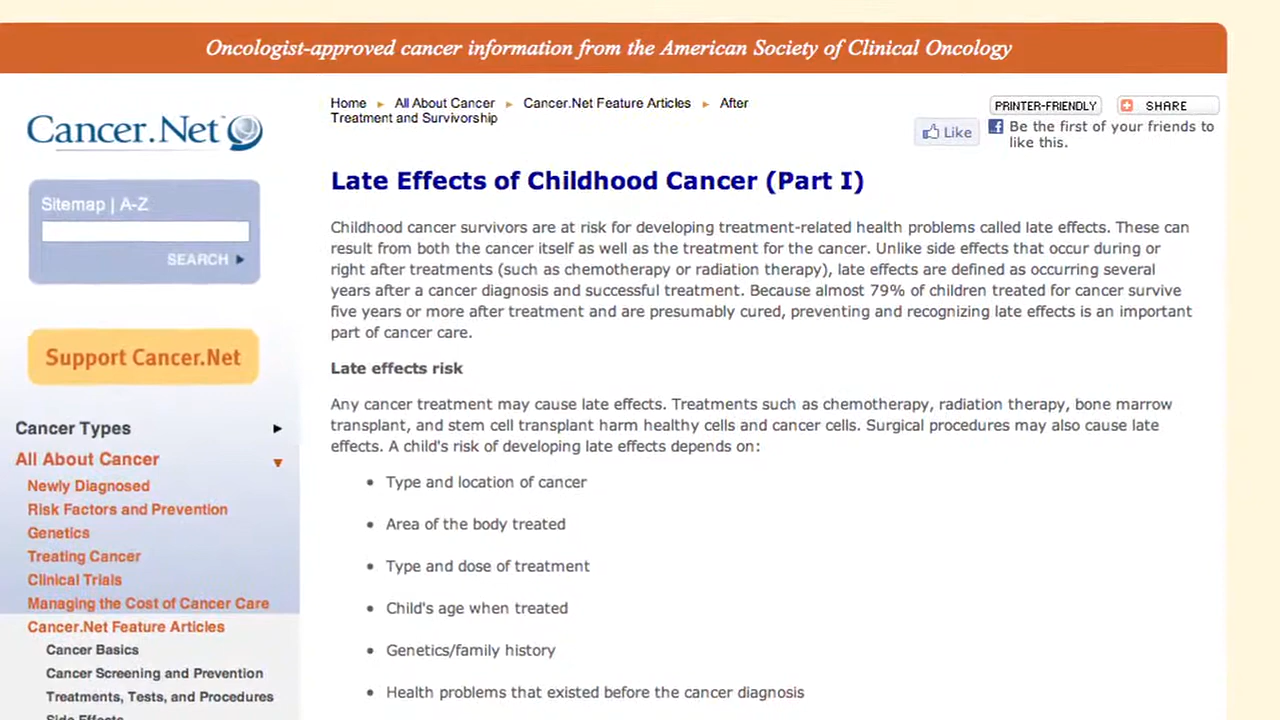 Oncologist-approved cancer information from the American Society of Clinical Oncology
Cancer.Net
Sitemap | A-Z
SEARCH
Support Cancer.Net
Cancer Types
All About Cancer
Newly Diagnosed
Risk Factors and Prevention
Genetics
Treating Cancer
Clinical Trials
Managing the Cost of Cancer Care
Cancer.Net Feature Articles
Cancer Basics
Cancer Screening and Prevention
Treatments, Tests, and Procedures
Side Effects
Home All About Cancer Cancer.Net Feature Articles After
Treatment and Survivorship
PRINTER-FRIENDLY SHARE
Like Be the first of your friends to
like this.
Late Effects of Childhood Cancer (Part I)
Childhood cancer survivors are at risk for developing treatment-related health problems called late effects. These can
result from both the cancer itself as well as the treatment for the cancer. Unlike side effects that occur during or
right after treatments (such as chemotherapy or radiation therapy), late effects are defined as occurring several
years after a cancer diagnosis and successful treatment. Because almost 79% of children treated for cancer survive
five years or more after treatment and are presumably cured, preventing and recognizing late effects is an important
part of cancer care.
Late effects risk
Any cancer treatment may cause late effects. Treatments such as chemotherapy, radiation therapy, bone marrow
transplant, and stem cell transplant harm healthy cells and cancer cells. Surgical procedures may also cause late
effects. A child's risk of developing late effects depends on:
• Type and location of cancer
• Area of the body treated
• Type and dose of treatment
• Child's age when treated
• Genetics/family history
• Health problems that existed before the cancer diagnosis